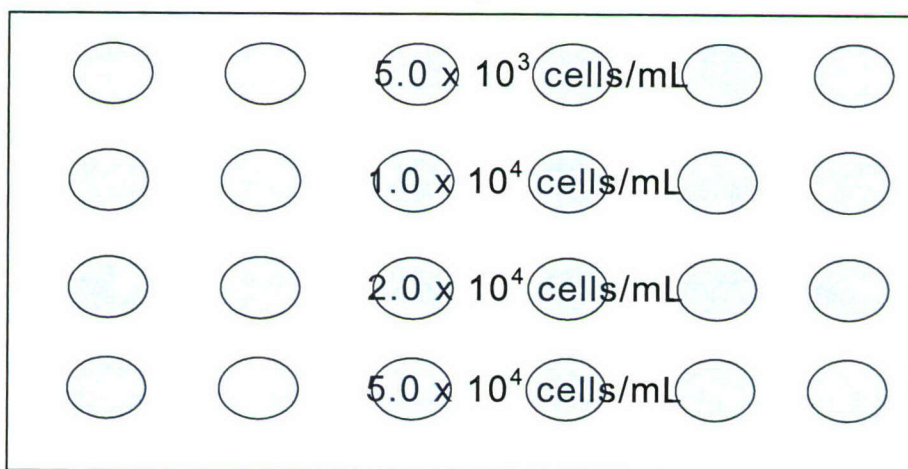 5.0 x 10³ cells/mL
1.0 x 10⁴ cells/mL
2.0 x 10⁴ cells/mL
5.0 x 10⁴ cells/mL